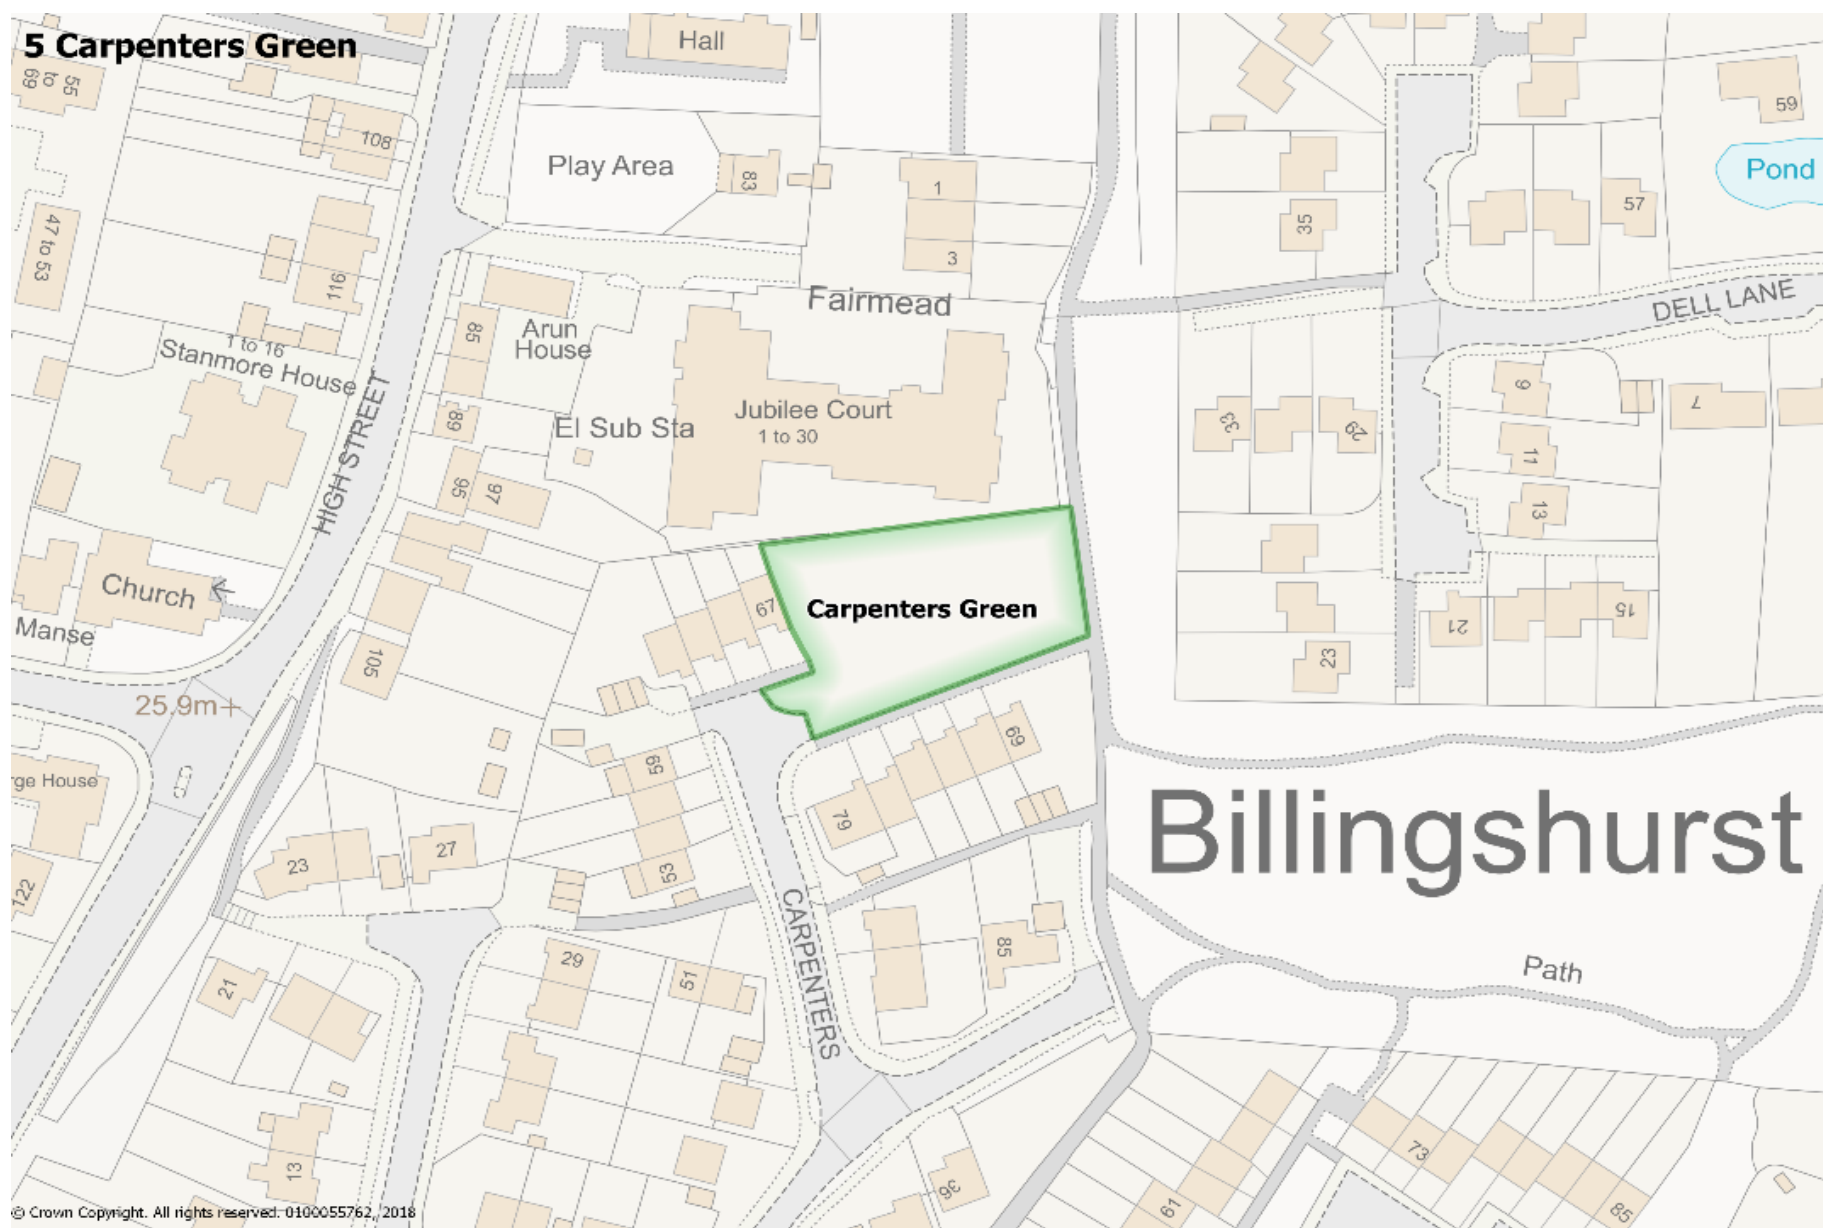 5 Carpenters Green
Hall
55
to
69
108
59
Play Area
83
1
Pond
57
35
47 to 53
3
116
Fairmead
DELL LANE
85
Arun
House
1 to 16
Stanmore House
HIGH STREET
9
7
Jubilee Court
1 to 30
89
El Sub Sta
33
29
11
95
97
13
Church
67
Carpenters Green
15
21
Manse
105
23
25.9m+
69
59
rge House
79
Billingshurst
27
23
53
122
CARPENTERS
29
85
51
21
Path
73
13
36
61
85
© Crown Copyright. All rights reserved. 0100055762, 2018